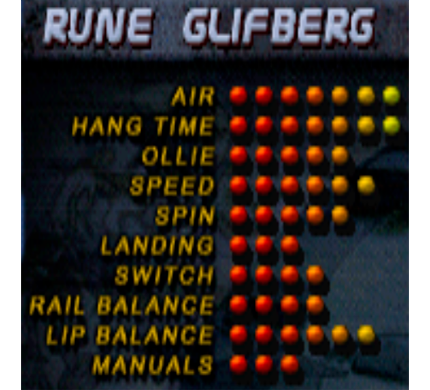 RUNE GLIFBERG
AIR
HANG TIME
OLLIE
SPEED
SPIN
LANDING
SWITCH
RAIL BALANCE
LIP BALANCE
MANUALS